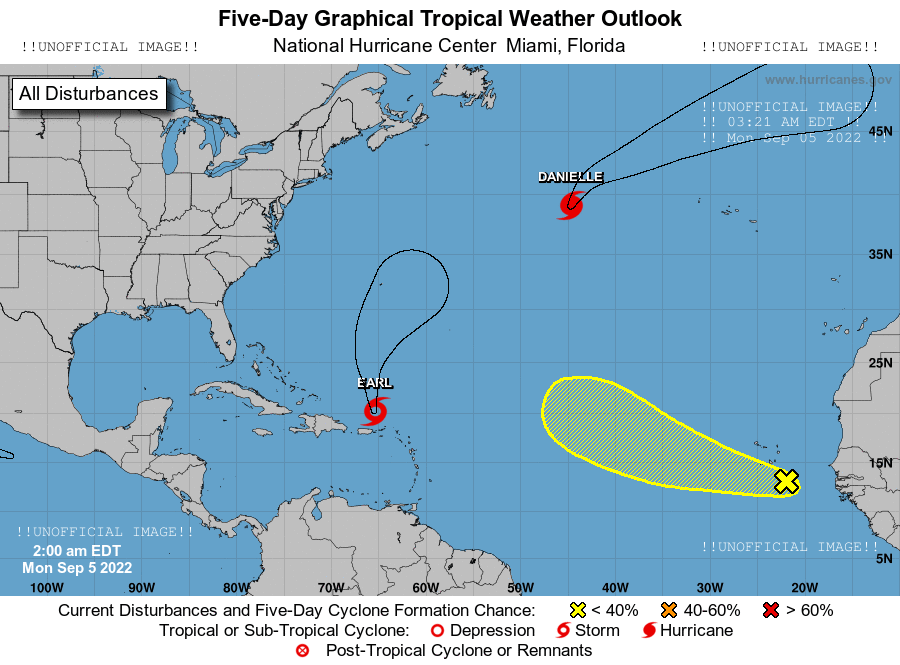 Five-Day Graphical Tropical Weather Outlook
!!UNOFFICIAL IMAGE!! National Hurricane Center Miami, Florida !!UNOFFICIAL IMAGE!!
www.hurricanes.gov
All Disturbances
!!UNOFFICIAL IMAGE!!
!! 03:21 AM EDT !!
!! Mon Sep 05 2022 !!
45N
DANIELLE
35N
25N
EARL
15N
!!UNOFFICIAL IMAGE!!
2:00 am EDT
Mon Sep 5 2022
!!UNOFFICIAL IMAGE!!
5N
100W 90W 80W 70W 60W 50W 40W 30W 20W
Current Disturbances and Five-Day Cyclone Formation Chance: < 40% 40-60% > 60%
Tropical or Sub-Tropical Cyclone: Depression Storm Hurricane
Post-Tropical Cyclone or Remnants